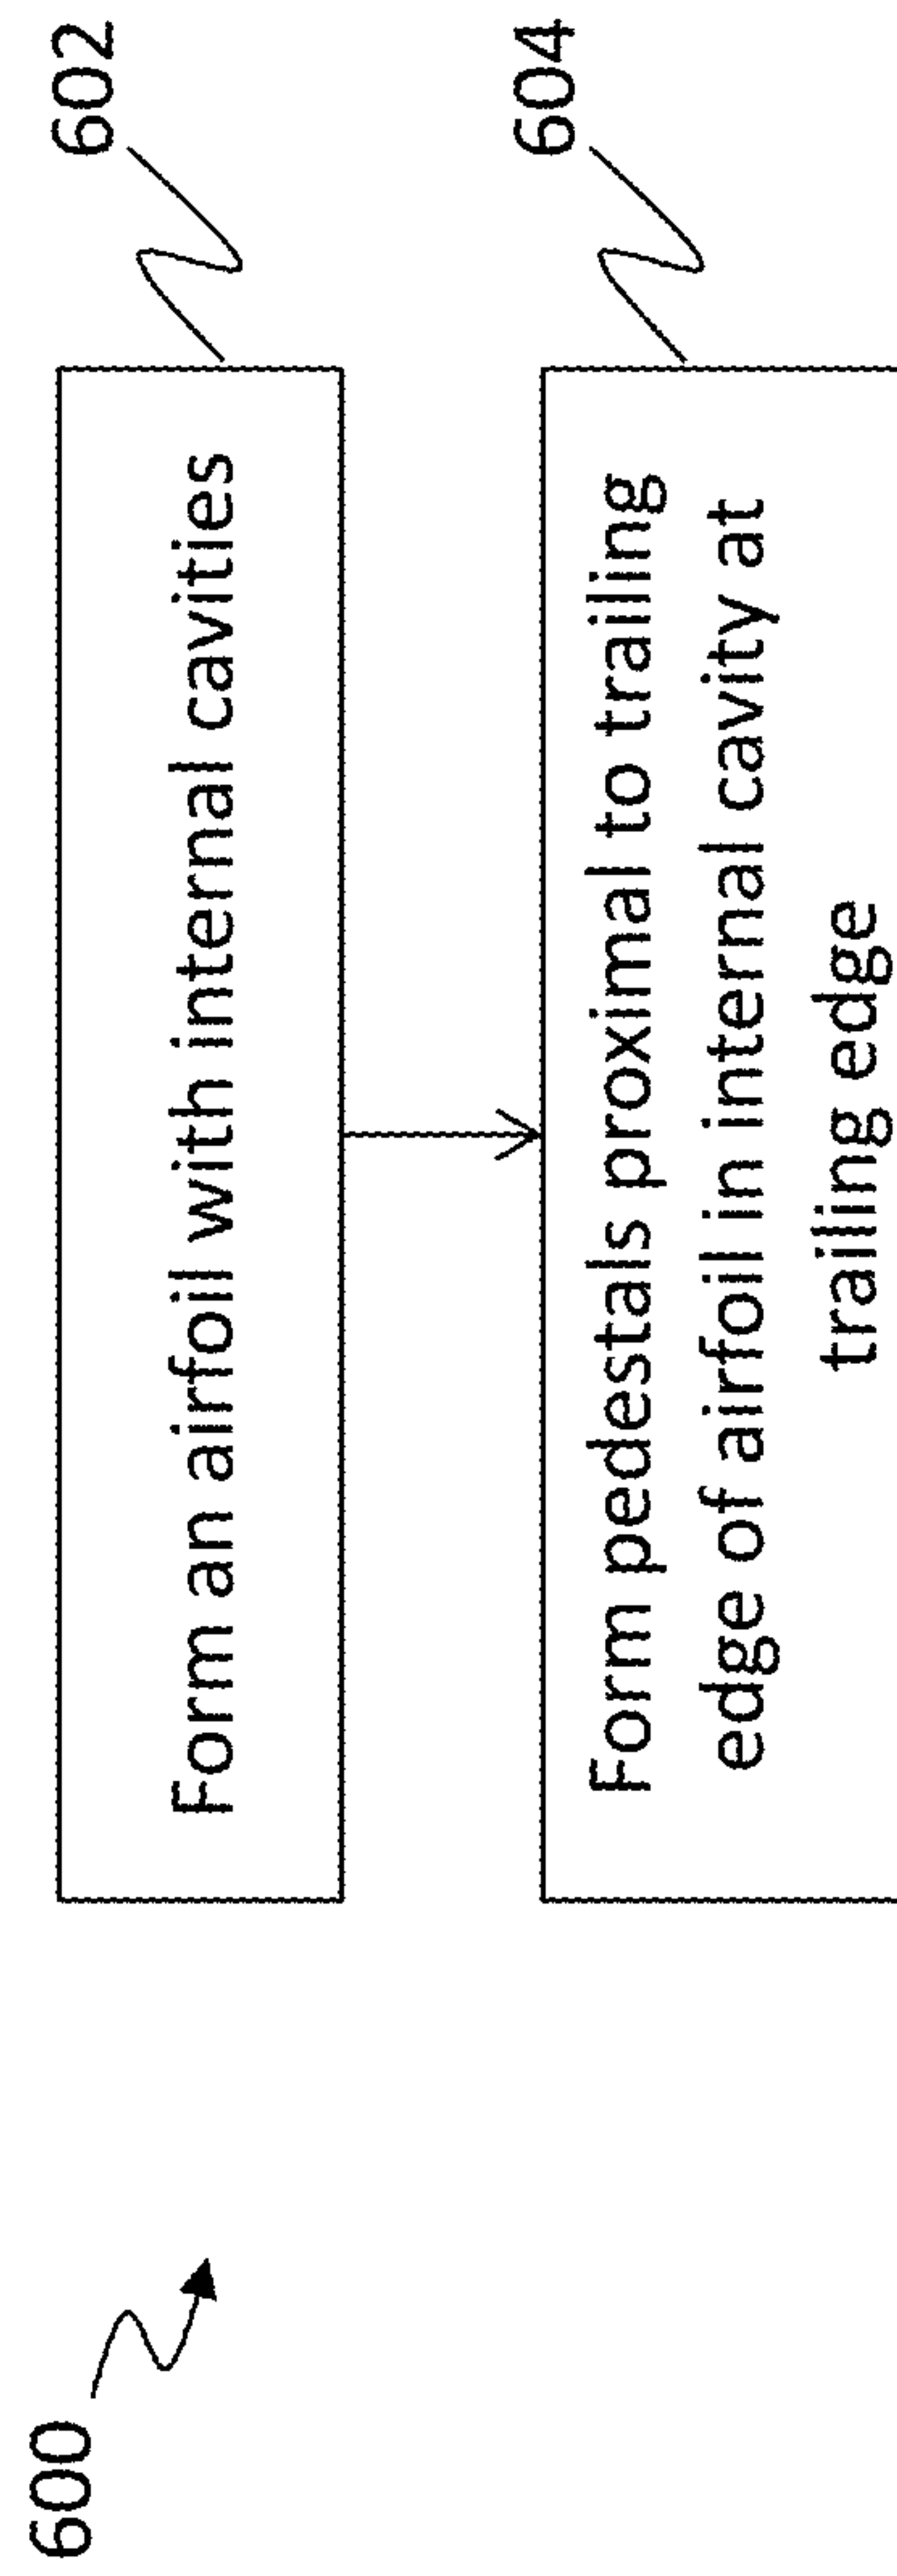 600
602
Form an airfoil with internal cavities
604
Form pedestals proximal to trailing
edge of airfoil in internal cavity at
trailing edge